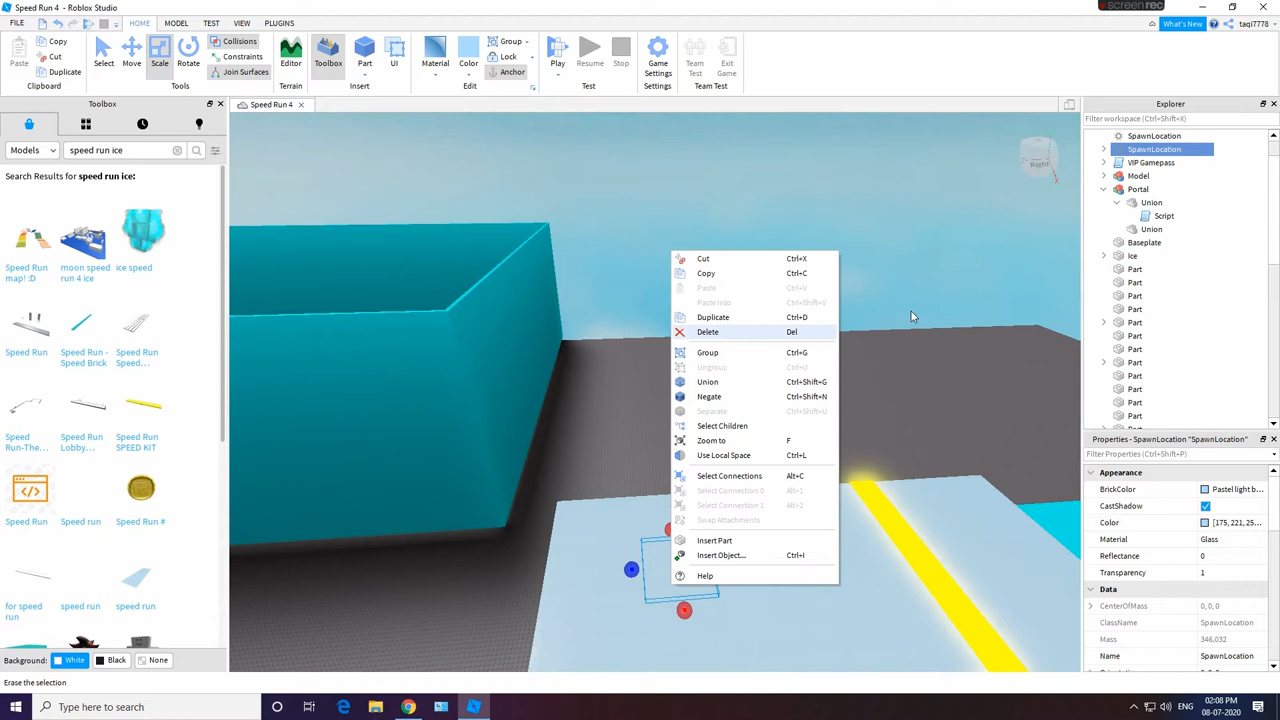 Speed Run 4 - Roblox Studio
screenrec
FILE
HOME MODEL TEST VIEW PLUGINS
What's New taqi7778
Paste Copy Cut Duplicate
Clipboard
Select Move Scale Rotate
Collisions
Constraints
Join Surfaces
Tools
Editor
Terrain
Toolbox Part UI
Insert
Material Color
Group
Lock
Anchor
Edit
Play Resume Stop
Test
Game Settings
Settings
Team Test Exit Game
Team Test
Toolbox
Models speed run ice
Search Results for speed run ice:
Speed Run map! :D
moon speed run 4 ice
ice speed
Speed Run
Speed Run - Speed Brick
Speed Run Speed...
Speed Run-The...
Speed Run Lobby...
Speed Run SPEED KIT
Speed Run
Speed run
Speed Run #
for speed run
speed run
speed run
Background: White Black None
Erase the selection
Speed Run 4
Right
X
Cut Ctrl+X
Copy Ctrl+C
Paste Ctrl+V
Paste Into Ctrl+Shift+V
Duplicate Ctrl+D
Delete Del
Group Ctrl+G
Ungroup Ctrl+U
Union Ctrl+Shift+G
Negate Ctrl+Shift+N
Separate Ctrl+Shift+U
Select Children
Zoom to F
Use Local Space Ctrl+L
Select Connections Alt+C
Select Connection 0 Alt+1
Select Connection 1 Alt+2
Swap Attachments
Insert Part
Insert Object... Ctrl+I
Help
Explorer
Filter workspace (Ctrl+Shift+X)
SpawnLocation
SpawnLocation
VIP Gamepass
Model
Portal
Union
Script
Union
Baseplate
Ice
Part
Part
Part
Part
Part
Part
Part
Part
Part
Part
Part
Part
Properties - SpawnLocation "SpawnLocation"
Filter Properties (Ctrl+Shift+P)
Appearance
BrickColor Pastel light b...
CastShadow
Color [175, 221, 25...
Material Glass
Reflectance 0
Transparency 1
Data
CenterOfMass 0, 0, 0
ClassName SpawnLocation
Mass 346.032
Name SpawnLocation
Type here to search
ENG
02:08 PM
08-07-2020